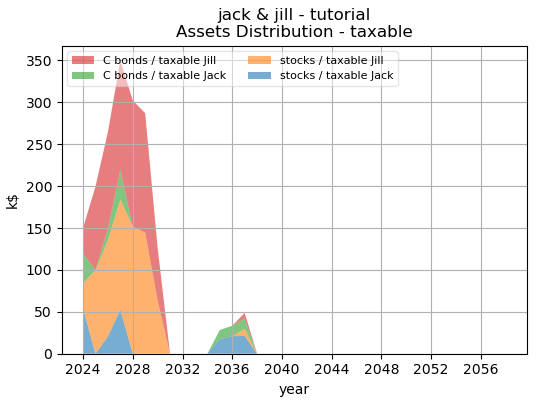 jack & jill - tutorial
Assets Distribution - taxable
C bonds / taxable Jill
C bonds / taxable Jack
stocks / taxable Jill
stocks / taxable Jack
k$
350
300
250
200
150
100
50
0
2024 2028 2032 2036 2040 2044 2048 2052 2056
year